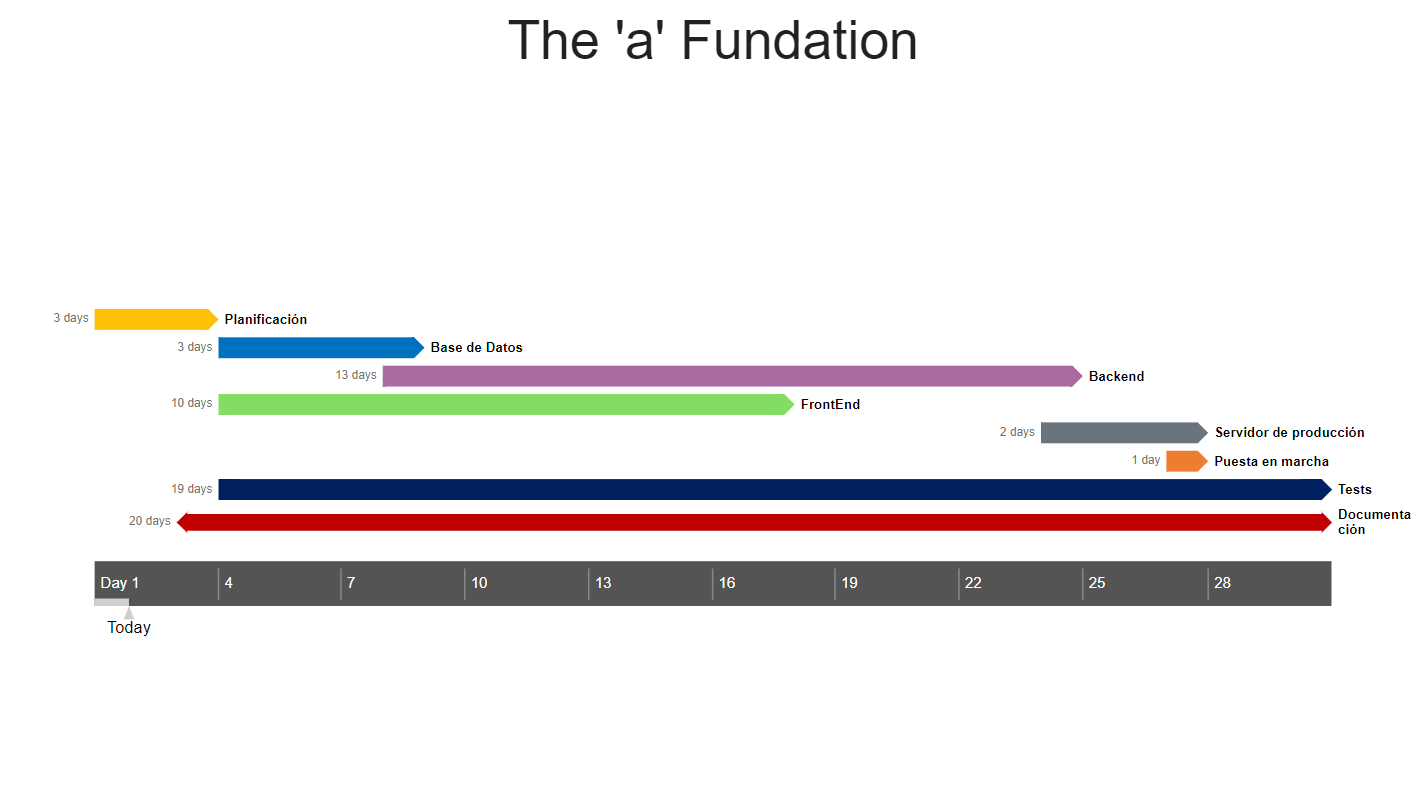 The 'a' Fundation
3 days Planificación
3 days Base de Datos
13 days Backend
10 days FrontEnd
2 days Servidor de producción
1 day Puesta en marcha
19 days Tests
20 days Documenta
ción
Day 1 4 7 10 13 16 19 22 25 28
Today